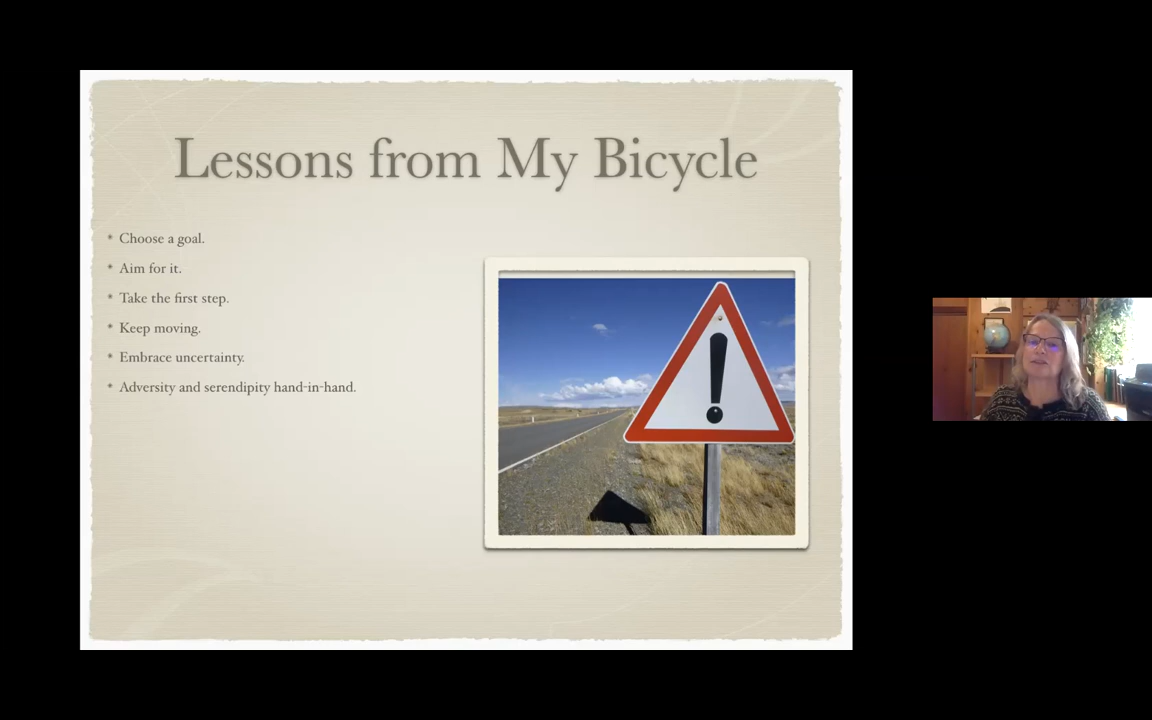 Lessons from My Bicycle
* Choose a goal.
* Aim for it.
* Take the first step.
* Keep moving.
* Embrace uncertainty.
* Adversity and serendipity hand-in-hand.
!